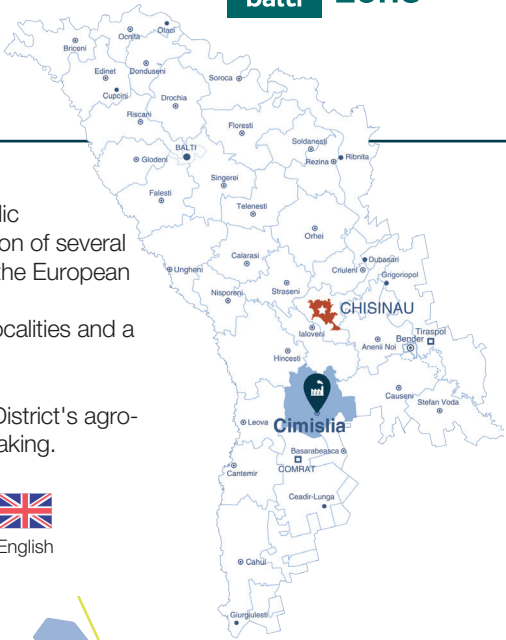 balti
Zone
Otaci
Ocnita
Briceni
Edinet
Donduseni
Soroca
Cupcini
Drochia
Riscani
Floresti
Soldanesti
BALTI
Glodeni
Rezina
Ribnita
Singerei
Falesti
Telenesti
lic
on of several
the European
Orhei
Calarasi
Ungheni
Dubasari
Criuleni
Grigoriopol
Straseni
Nisporeni
ocalities and a
CHISINAU
Ialoveni
Tiraspol
Bender
Anenii Noi
Hincesti
Causeni
Stefan Voda
District's agro-
aking.
Leova
Cimislia
Basarabeasca
COMRAT
Cantemir
Ceadir-Lunga
English
Cahul
Giurgiulesti